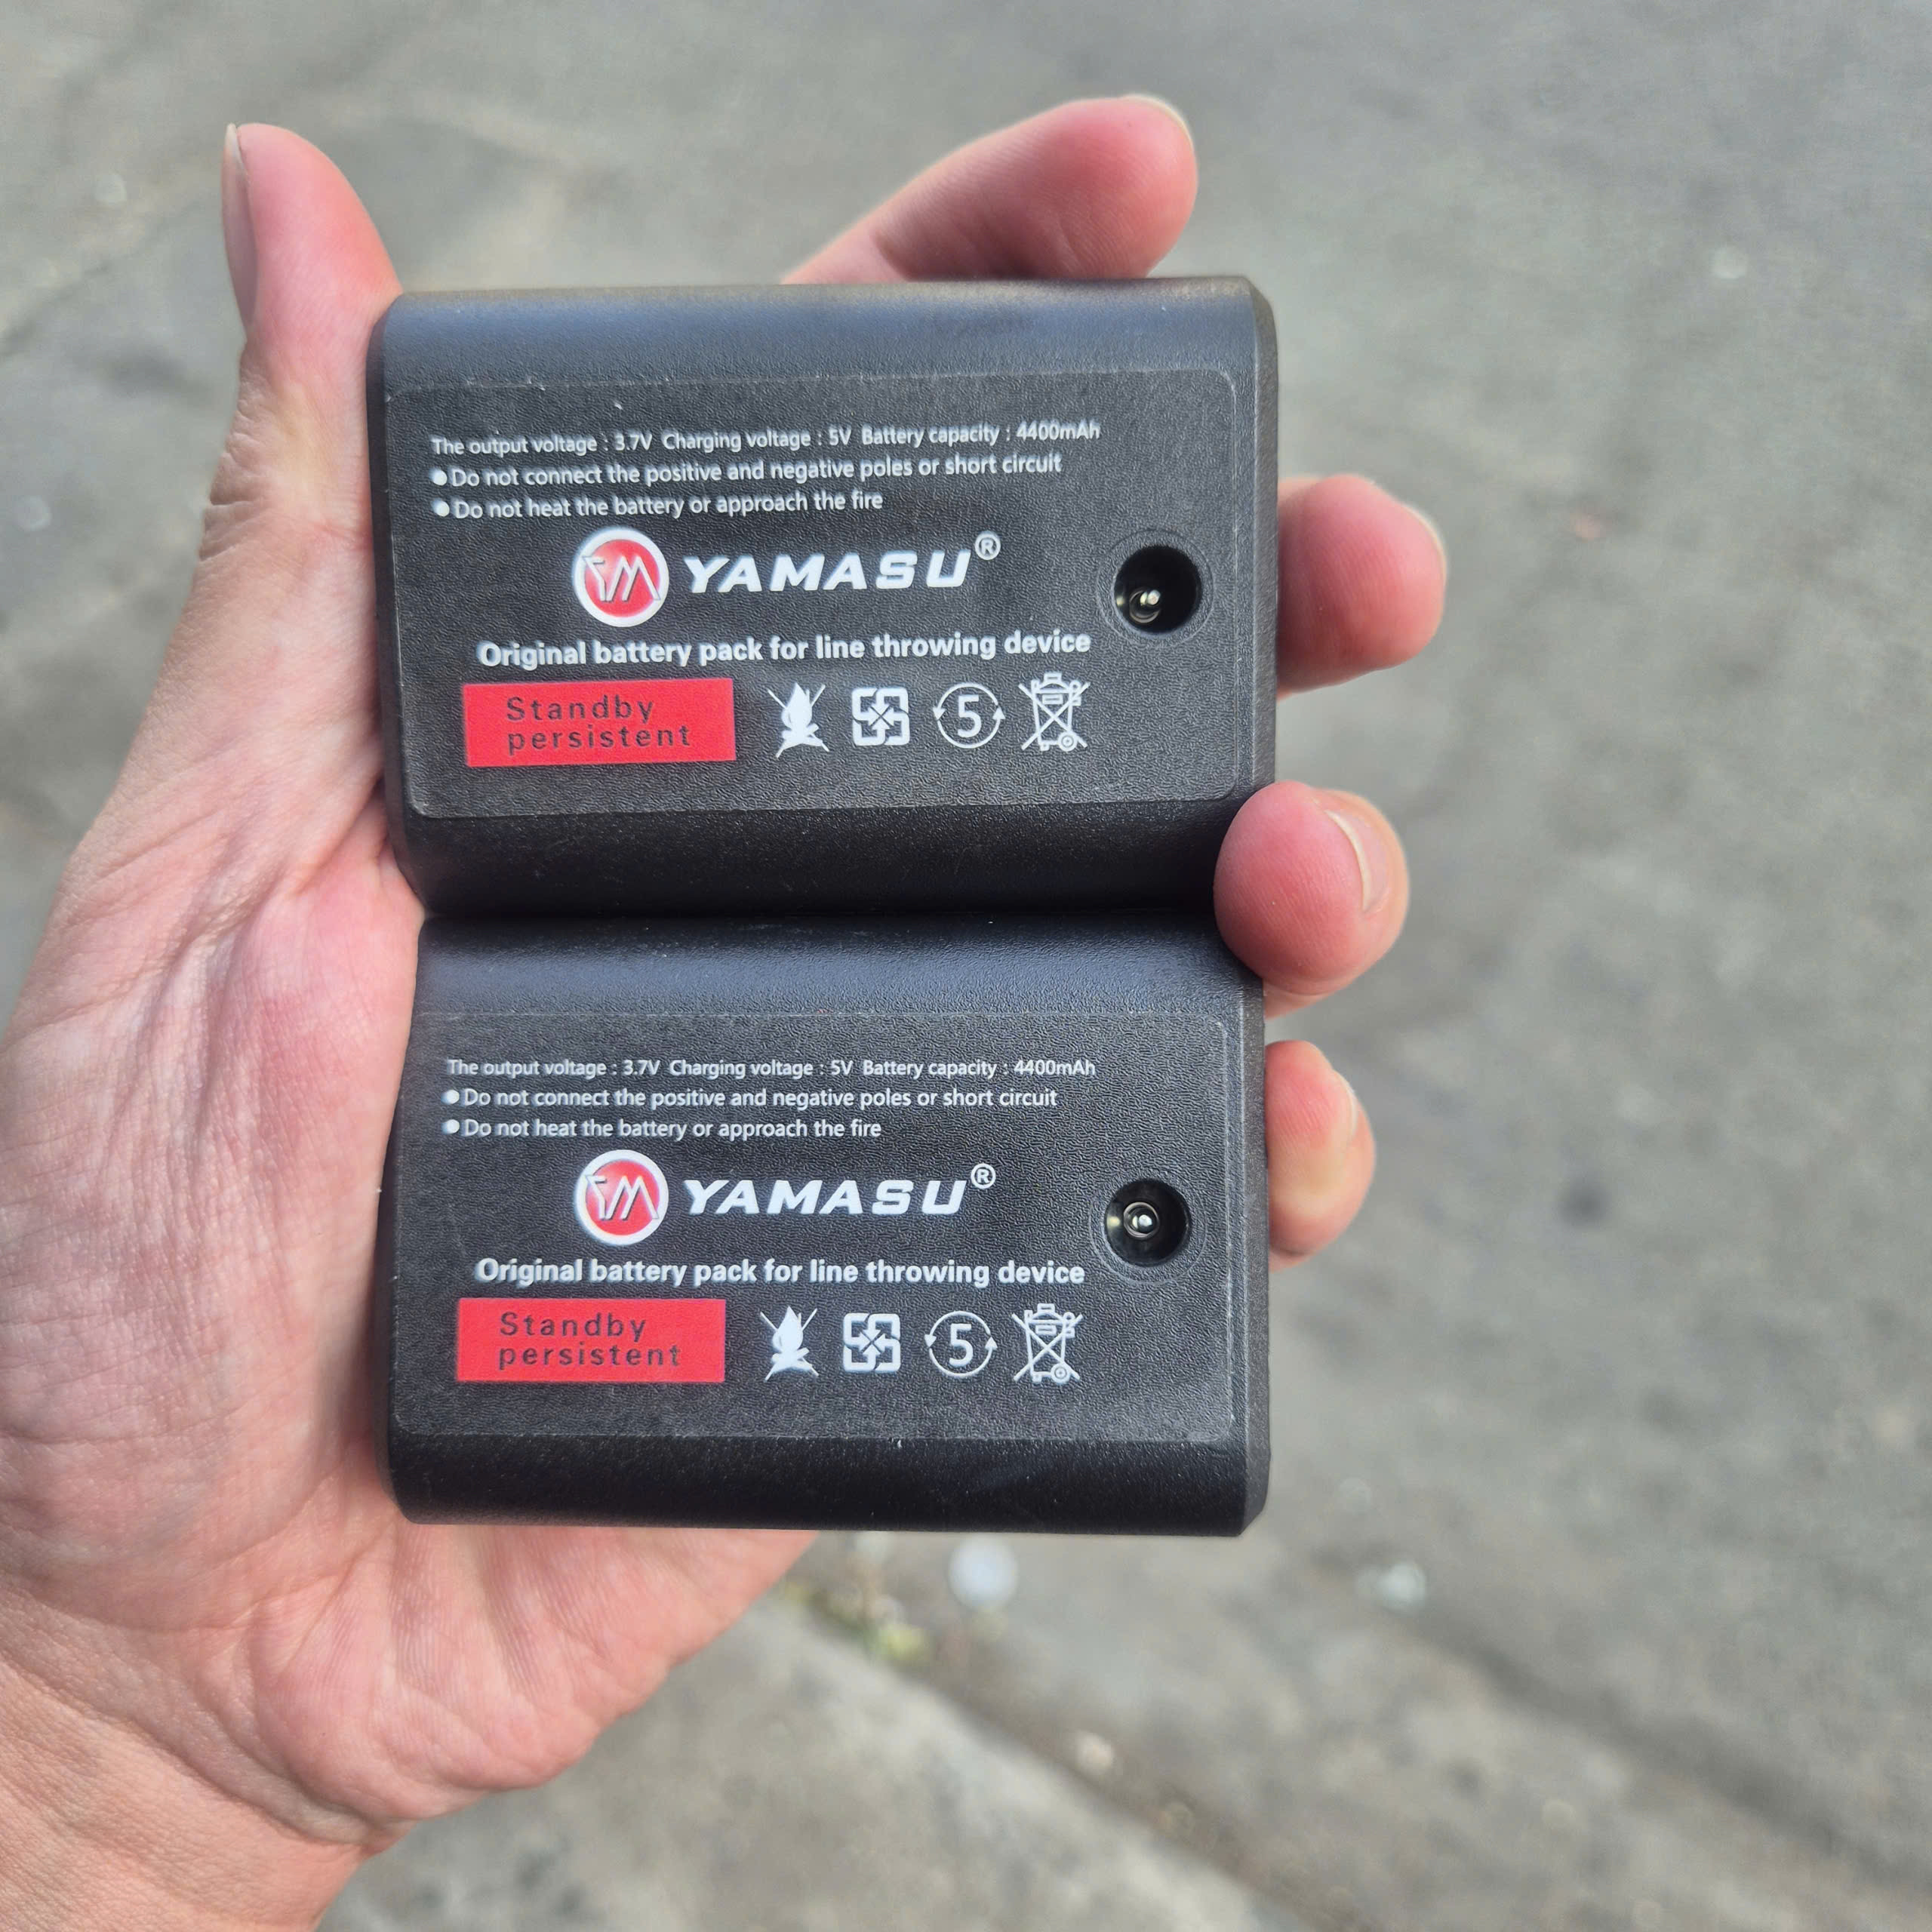 The output voltage : 3.7V Charging voltage : 5V Battery capacity : 4400mAh
●Do not connect the positive and negative poles or short circuit
●Do not heat the battery or approach the fire
YM YAMASU®
Original battery pack for line throwing device
Standby
persistent
5
The output voltage : 3.7V Charging voltage : 5V Battery capacity : 4400mAh
●Do not connect the positive and negative poles or short circuit
●Do not heat the battery or approach the fire
YM YAMASU®
Original battery pack for line throwing device
Standby
persistent
5